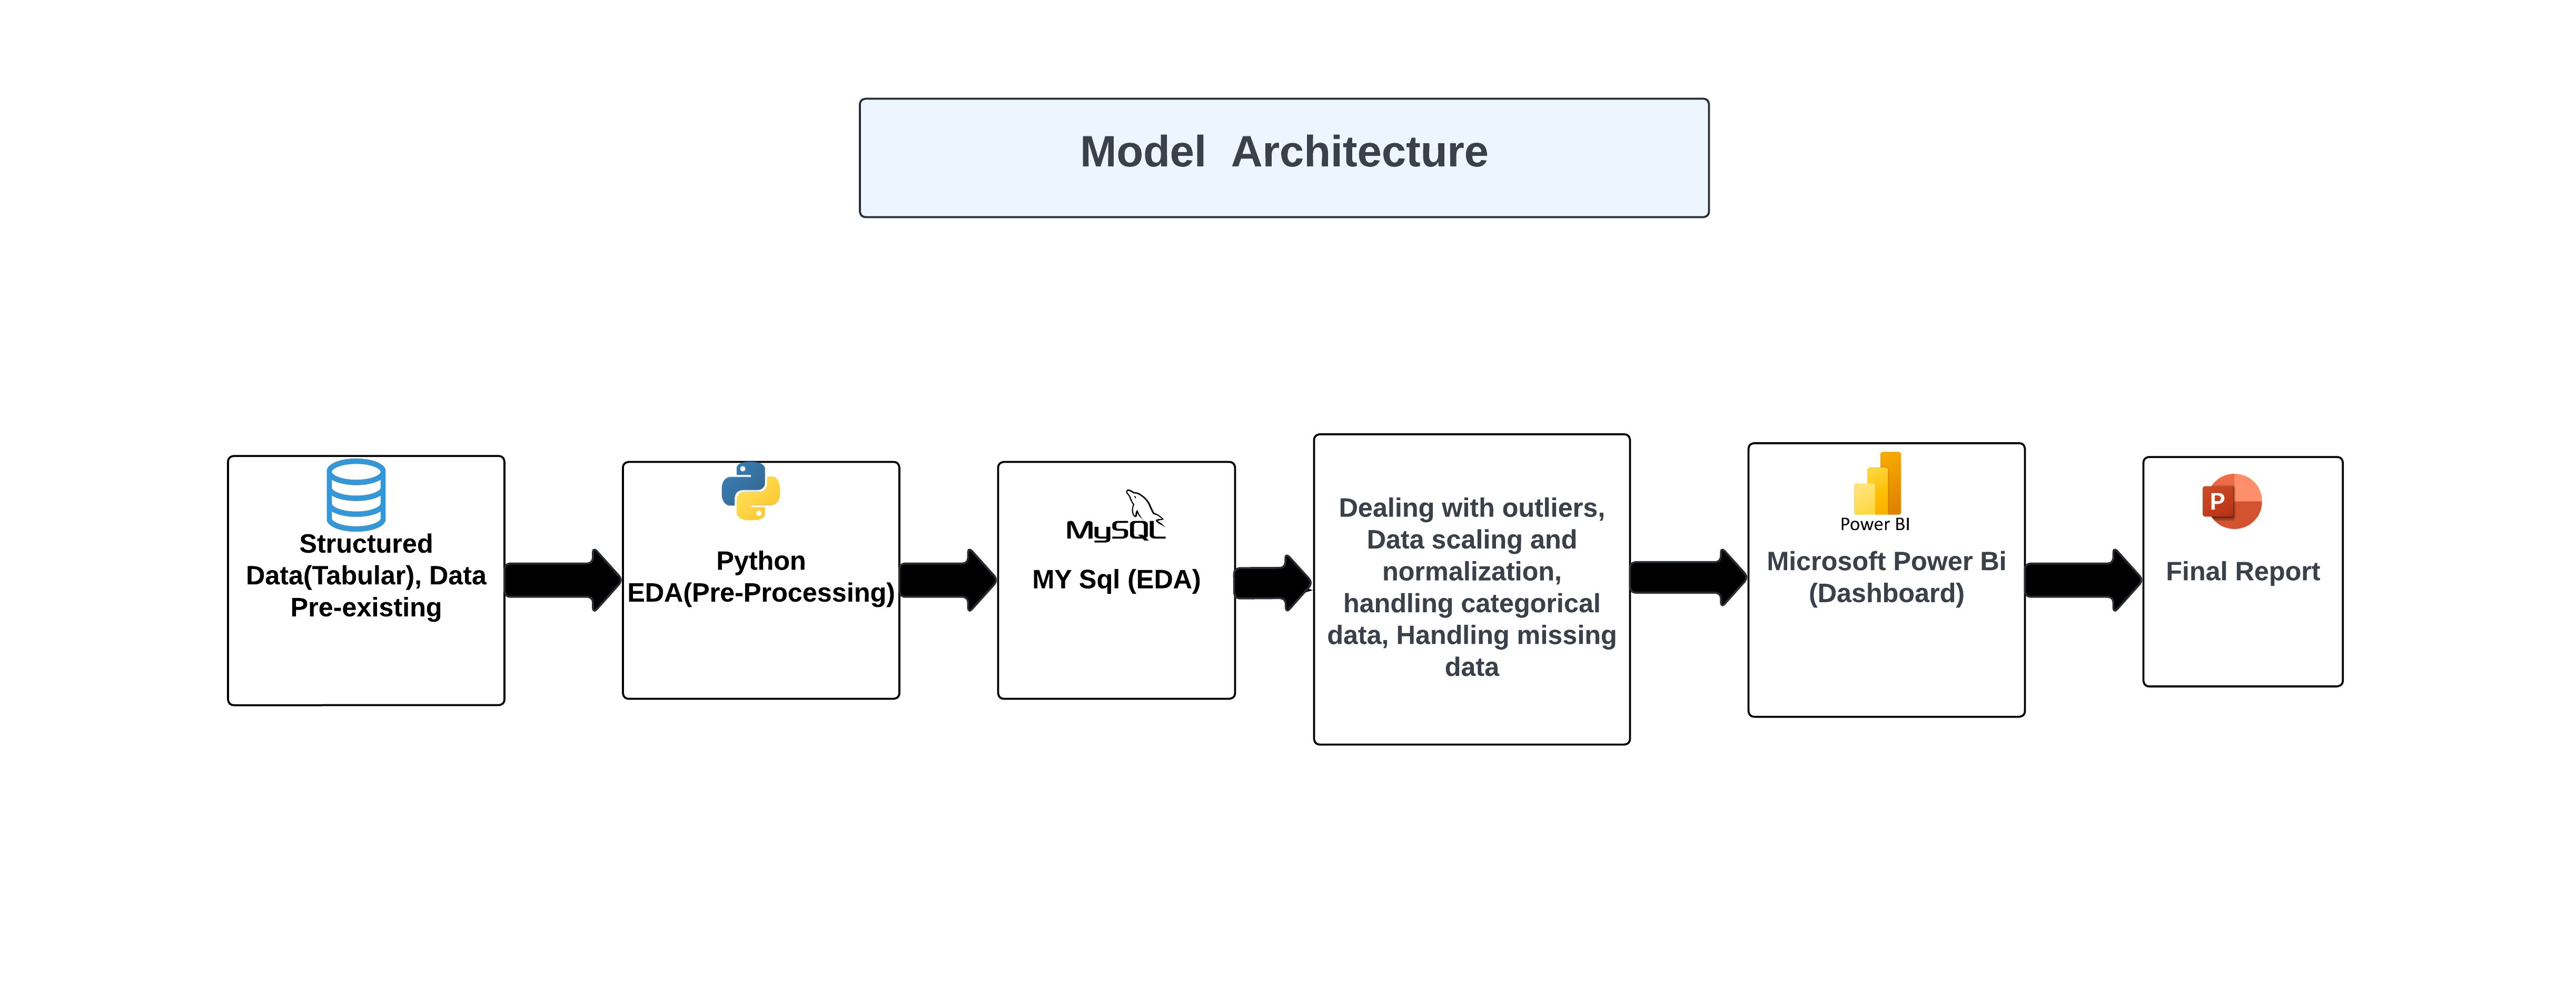 Model Architecture
Structured
Data(Tabular), Data
Pre-existing
Python
EDA(Pre-Processing)
MySQL
MY Sql (EDA)
Dealing with outliers,
Data scaling and
normalization,
handling categorical
data, Handling missing
data
Power BI
Microsoft Power Bi
(Dashboard)
P
Final Report